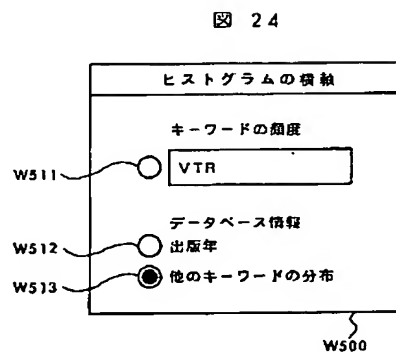 図 24
ヒストグラムの横軸
キーワードの頻度
W511
VTR
データベース情報
W512
出版年
W513
他のキーワードの分布
W500